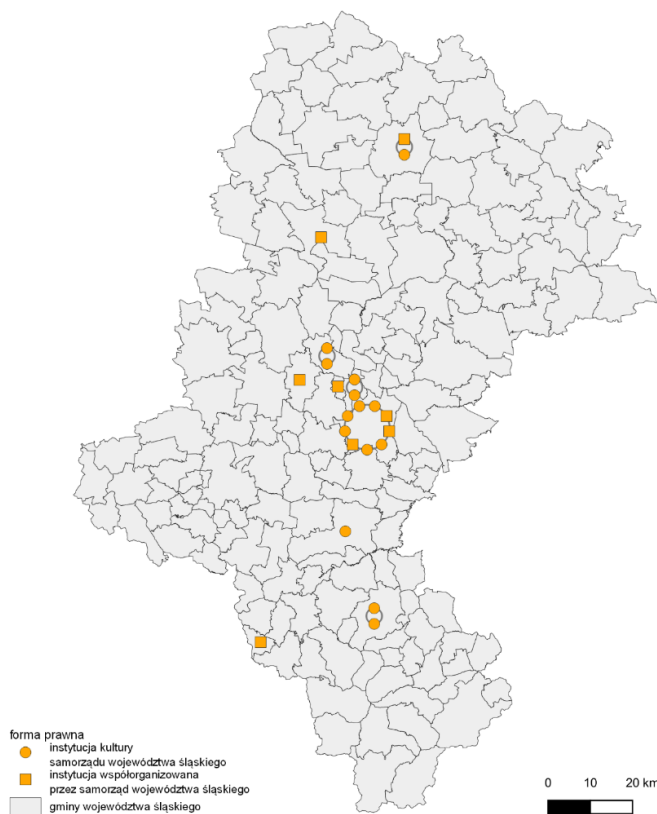 forma prawna
instytucja kultury
samorządu województwa śląskiego
instytucja współorganizowana
przez samorząd województwa śląskiego
gminy województwa śląskiego
0 10 20 km